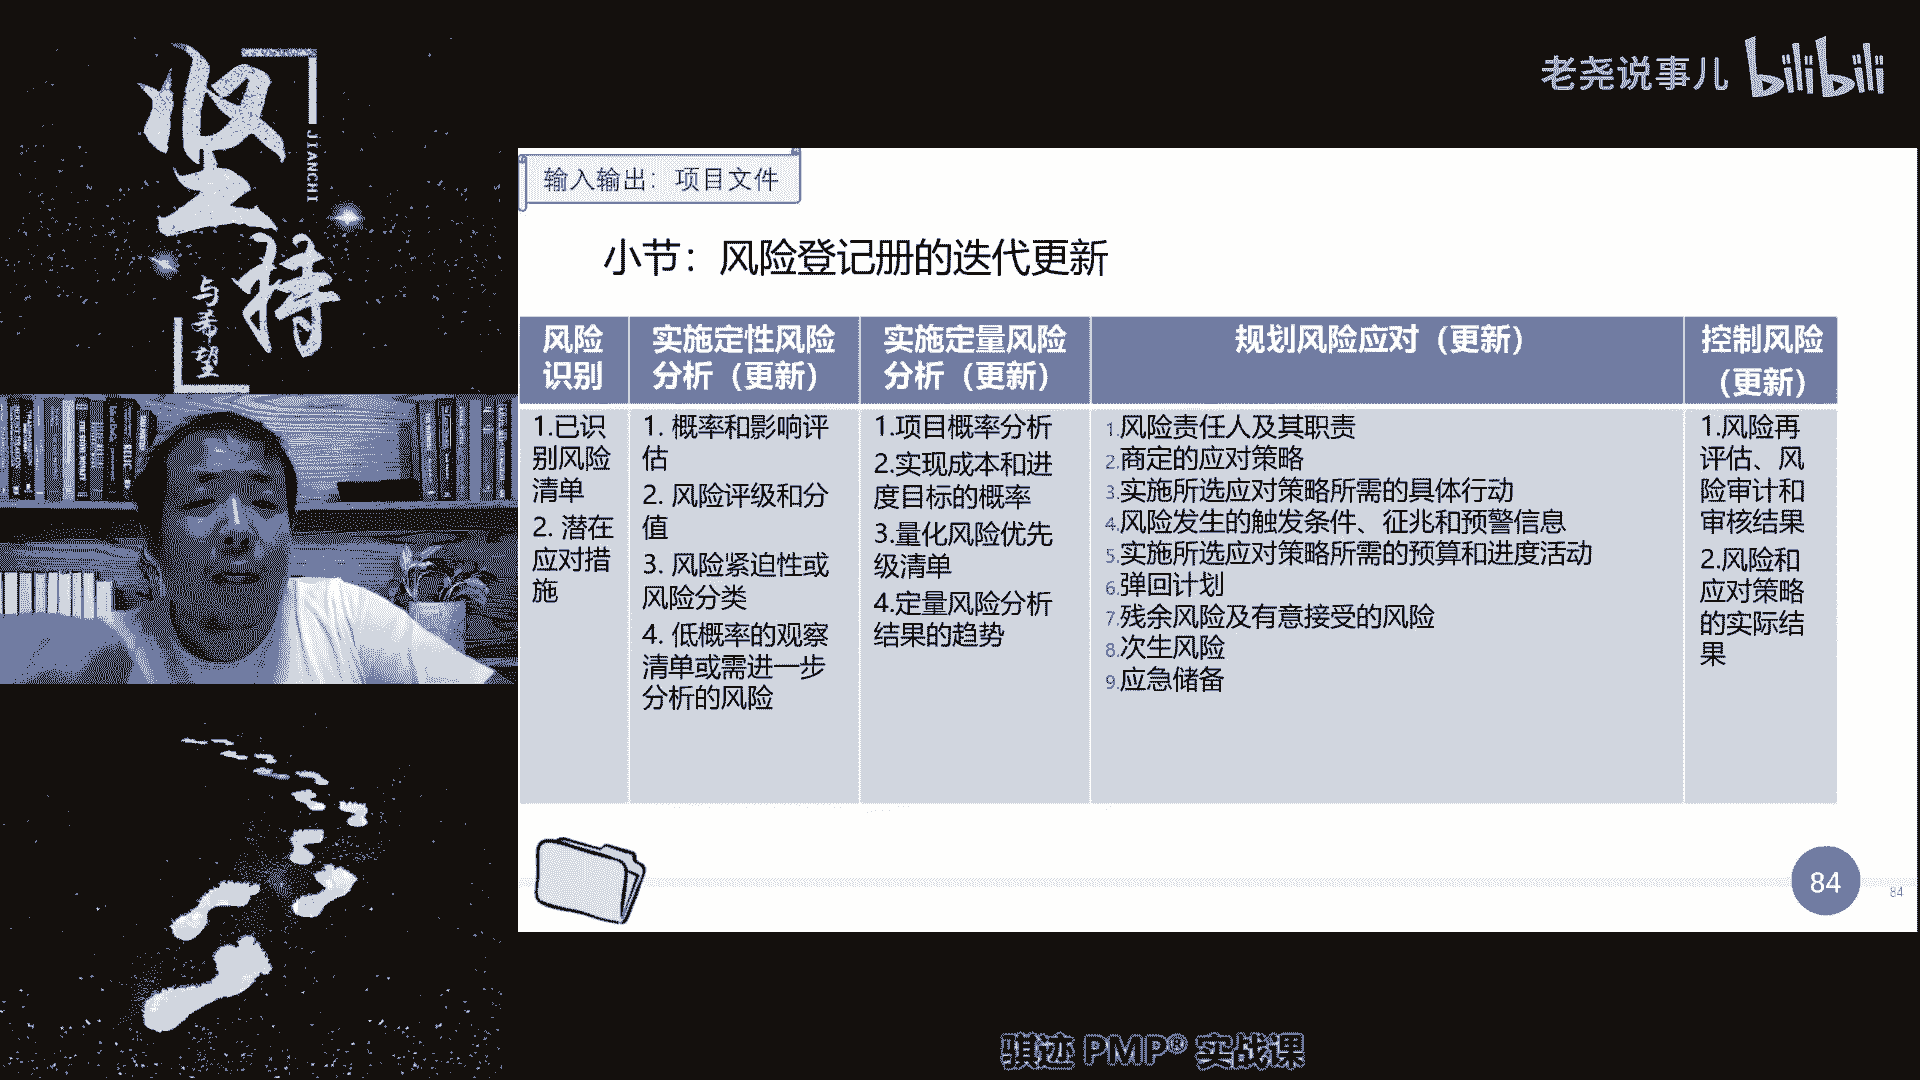 坚持
JIANCHI
与希望
老尧说事儿 bilibili
输入输出：项目文件
小节：风险登记册的迭代更新
风险
识别
1.已识
别风险
清单
2. 潜在
应对措
施
实施定性风险
分析（更新）
1. 概率和影响评
估
2. 风险评级和分
值
3. 风险紧迫性或
风险分类
4. 低概率的观察
清单或需进一步
分析的风险
实施定量风险
分析（更新）
1.项目概率分析
2.实现成本和进
度目标的概率
3.量化风险优先
级清单
4.定量风险分析
结果的趋势
规划风险应对（更新）
1.风险责任人及其职责
2.商定的应对策略
3.实施所选应对策略所需的具体行动
4.风险发生的触发条件、征兆和预警信息
5.实施所选应对策略所需的预算和进度活动
6.弹回计划
7.残余风险及有意接受的风险
8.次生风险
9.应急储备
控制风险
（更新）
1.风险再
评估、风
险审计和
审核结果
2.风险和
应对策略
的实际结
果
84
84
骐迹 PMP® 实战课